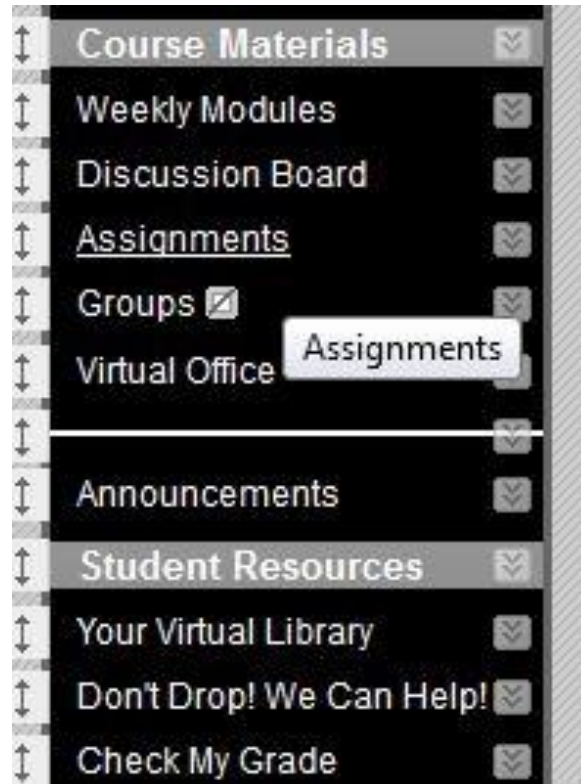 Course Materials
Weekly Modules
Discussion Board
Assignments
Groups
Assignments
Virtual Office
Announcements
Student Resources
Your Virtual Library
Don't Drop! We Can Help!
Check My Grade